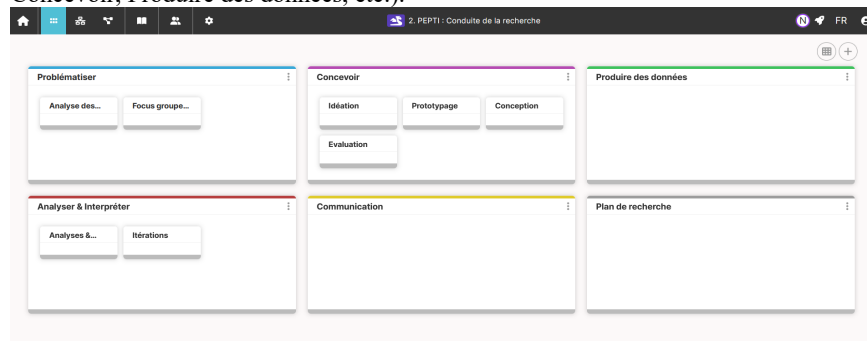 Concevoir, Produire des données, etc.).
2. PEPTI : Conduite de la recherche
N
FR
Problématiser
Concevoir
Produire des données
Analyse des...
Focus groupe...
Idéation
Prototypage
Conception
Evaluation
Analyser & Interpréter
Communication
Plan de recherche
Analyses &...
Itérations